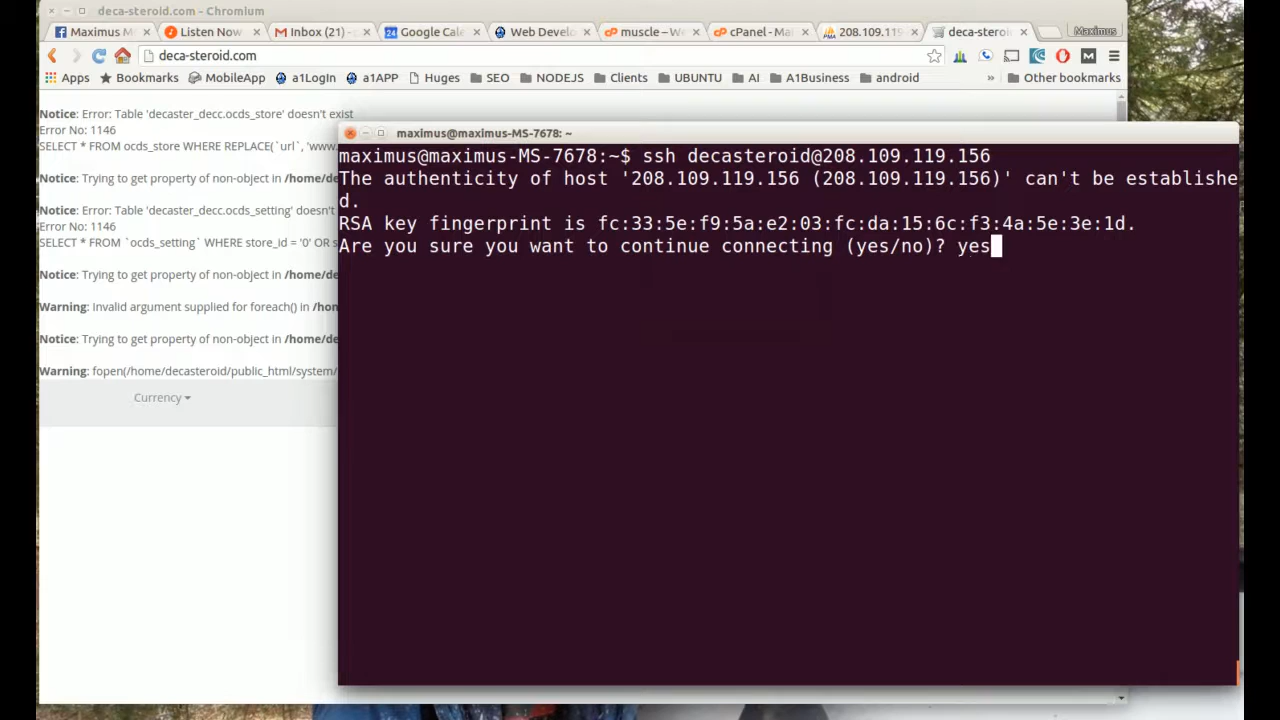 deca-steroid.com - Chromium
Maximus M
Listen Now
Inbox (21) -
24 Google Cale
Web Develo
cP muscle – W
cP cPanel - Mai
208.109.119
deca-stero
Maximus
deca-steroid.com
Apps Bookmarks MobileApp a1LogIn a1APP Huges SEO NODEJS Clients UBUNTU AI A1Business android » Other bookmarks
Notice: Error: Table 'decaster_decc.ocds_store' doesn't exist
Error No: 1146
SELECT * FROM ocds_store WHERE REPLACE(`url`, 'www.
Notice: Trying to get property of non-object in /home/de
Notice: Error: Table 'decaster_decc.ocds_setting' doesn't
Error No: 1146
SELECT * FROM `ocds_setting` WHERE store_id = '0' OR s
Notice: Trying to get property of non-object in /home/de
Warning: Invalid argument supplied for foreach() in /hon
Notice: Trying to get property of non-object in /home/de
Warning: fopen(/home/decasteroid/public_html/system/
Currency
maximus@maximus-MS-7678: ~
maximus@maximus-MS-7678:~$ ssh decasteroid@208.109.119.156
The authenticity of host '208.109.119.156 (208.109.119.156)' can't be establishe
d.
RSA key fingerprint is fc:33:5e:f9:5a:e2:03:fc:da:15:6c:f3:4a:5e:3e:1d.
Are you sure you want to continue connecting (yes/no)? yes